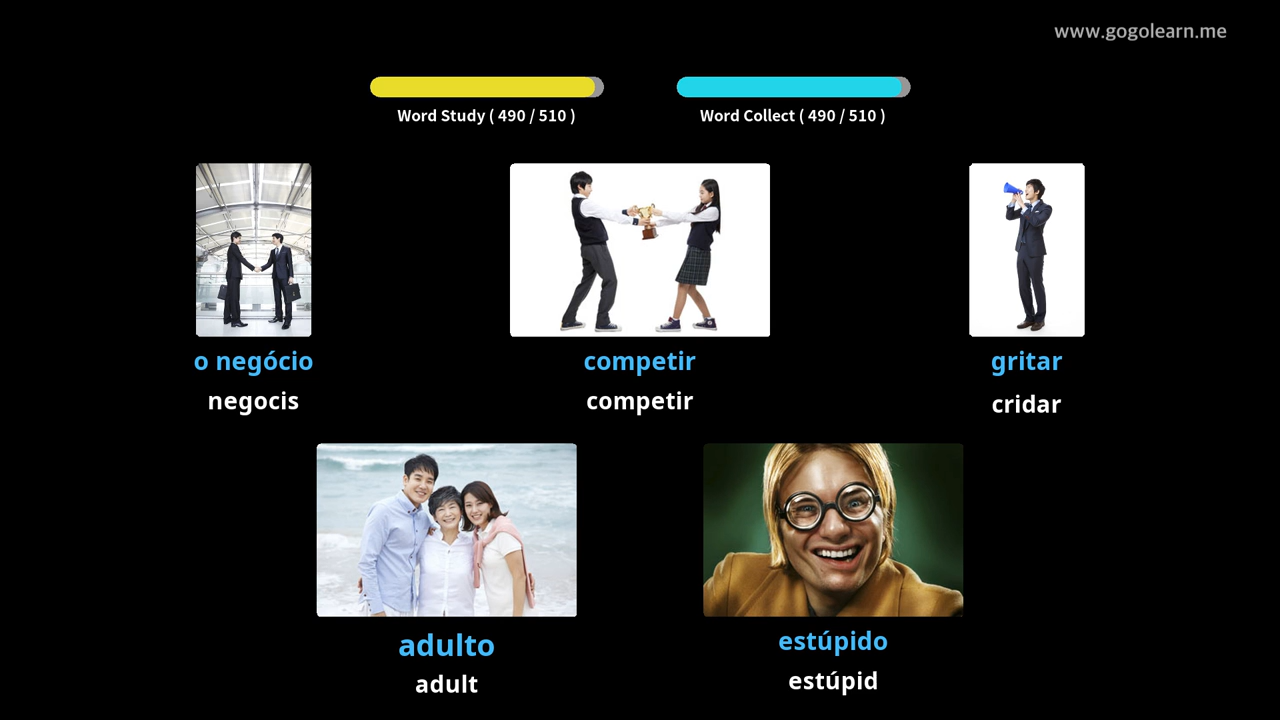 www.gogolearn.me
Word Study ( 490 / 510 )
Word Collect ( 490 / 510 )
o negócio
negocis
competir
competir
gritar
cridar
adulto
adult
estúpido
estúpid